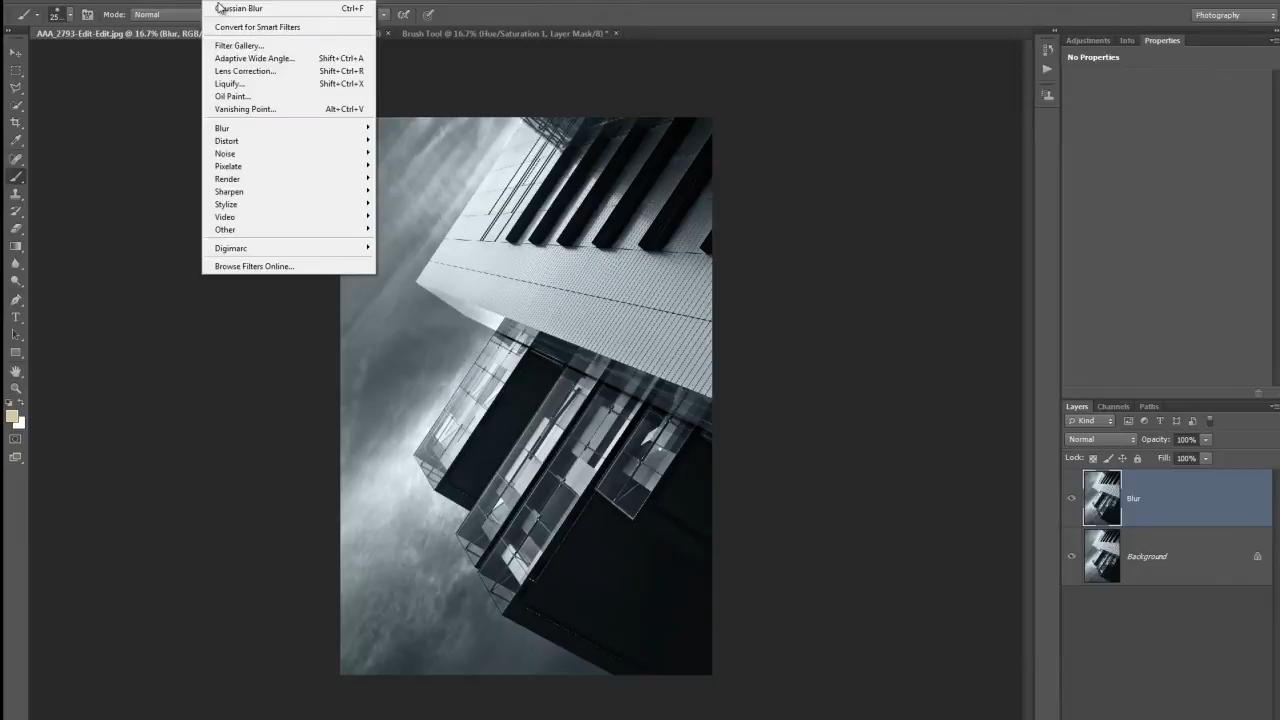 25...
Mode: Normal
Gaussian Blur Ctrl+F
Photography
AAA_2793-Edit-Edit.jpg @ 16.7% (Blur, RGB/
Brush Tool @ 16.7% (Hue/Saturation 1, Layer Mask/8) *
Convert for Smart Filters
Filter Gallery...
Adaptive Wide Angle... Shift+Ctrl+A
Lens Correction... Shift+Ctrl+R
Liquify... Shift+Ctrl+X
Oil Paint...
Vanishing Point... Alt+Ctrl+V
Blur
Distort
Noise
Pixelate
Render
Sharpen
Stylize
Video
Other
Digimarc
Browse Filters Online...
Adjustments Info Properties
No Properties
Layers Channels Paths
Kind
Normal Opacity: 100%
Lock: Fill: 100%
Blur
Background